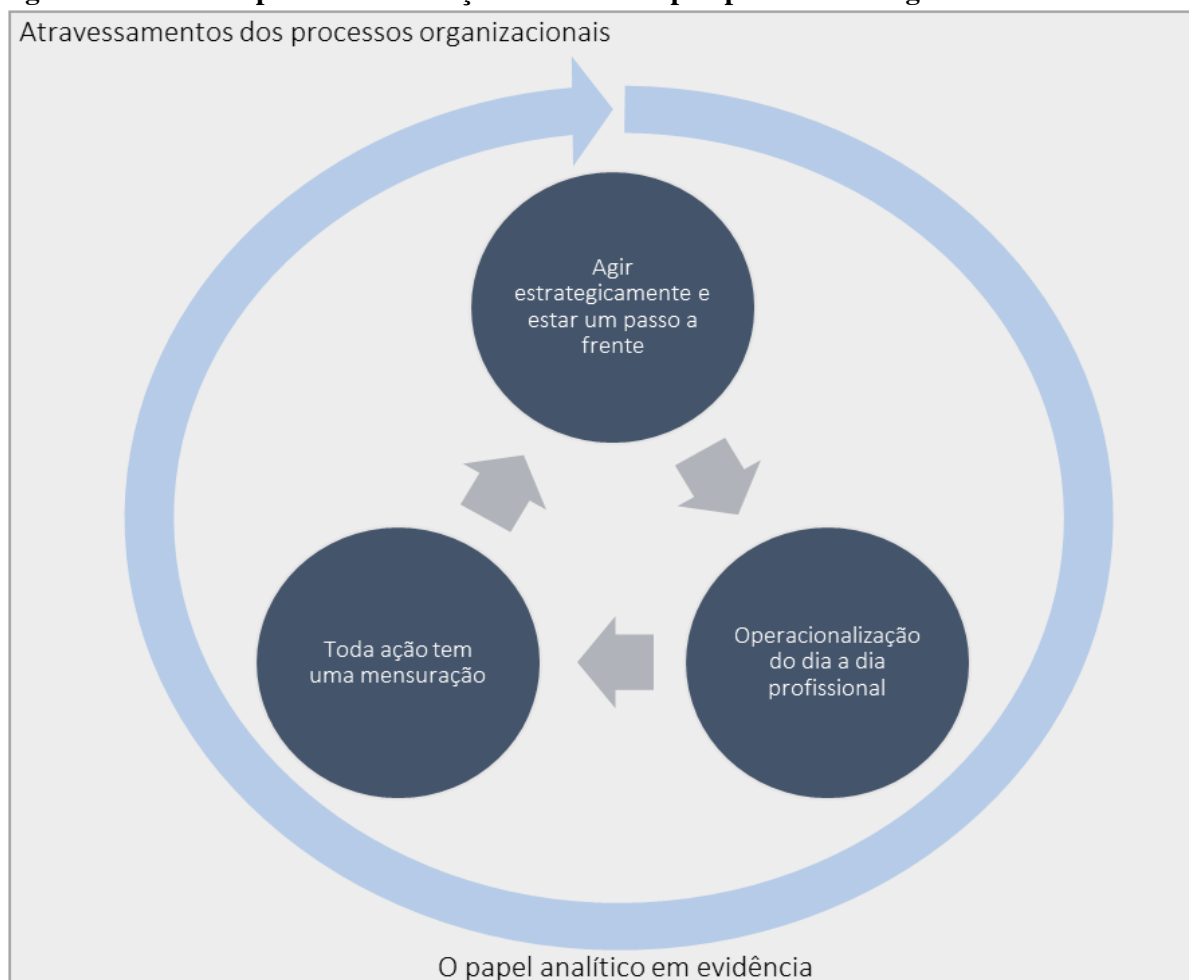 Atravessamentos dos processos organizacionais
Agir
estrategicamente e
estar um passo a
frente
Toda ação tem
uma mensuração
Operacionalização
do dia a dia
profissional
O papel analítico em evidência